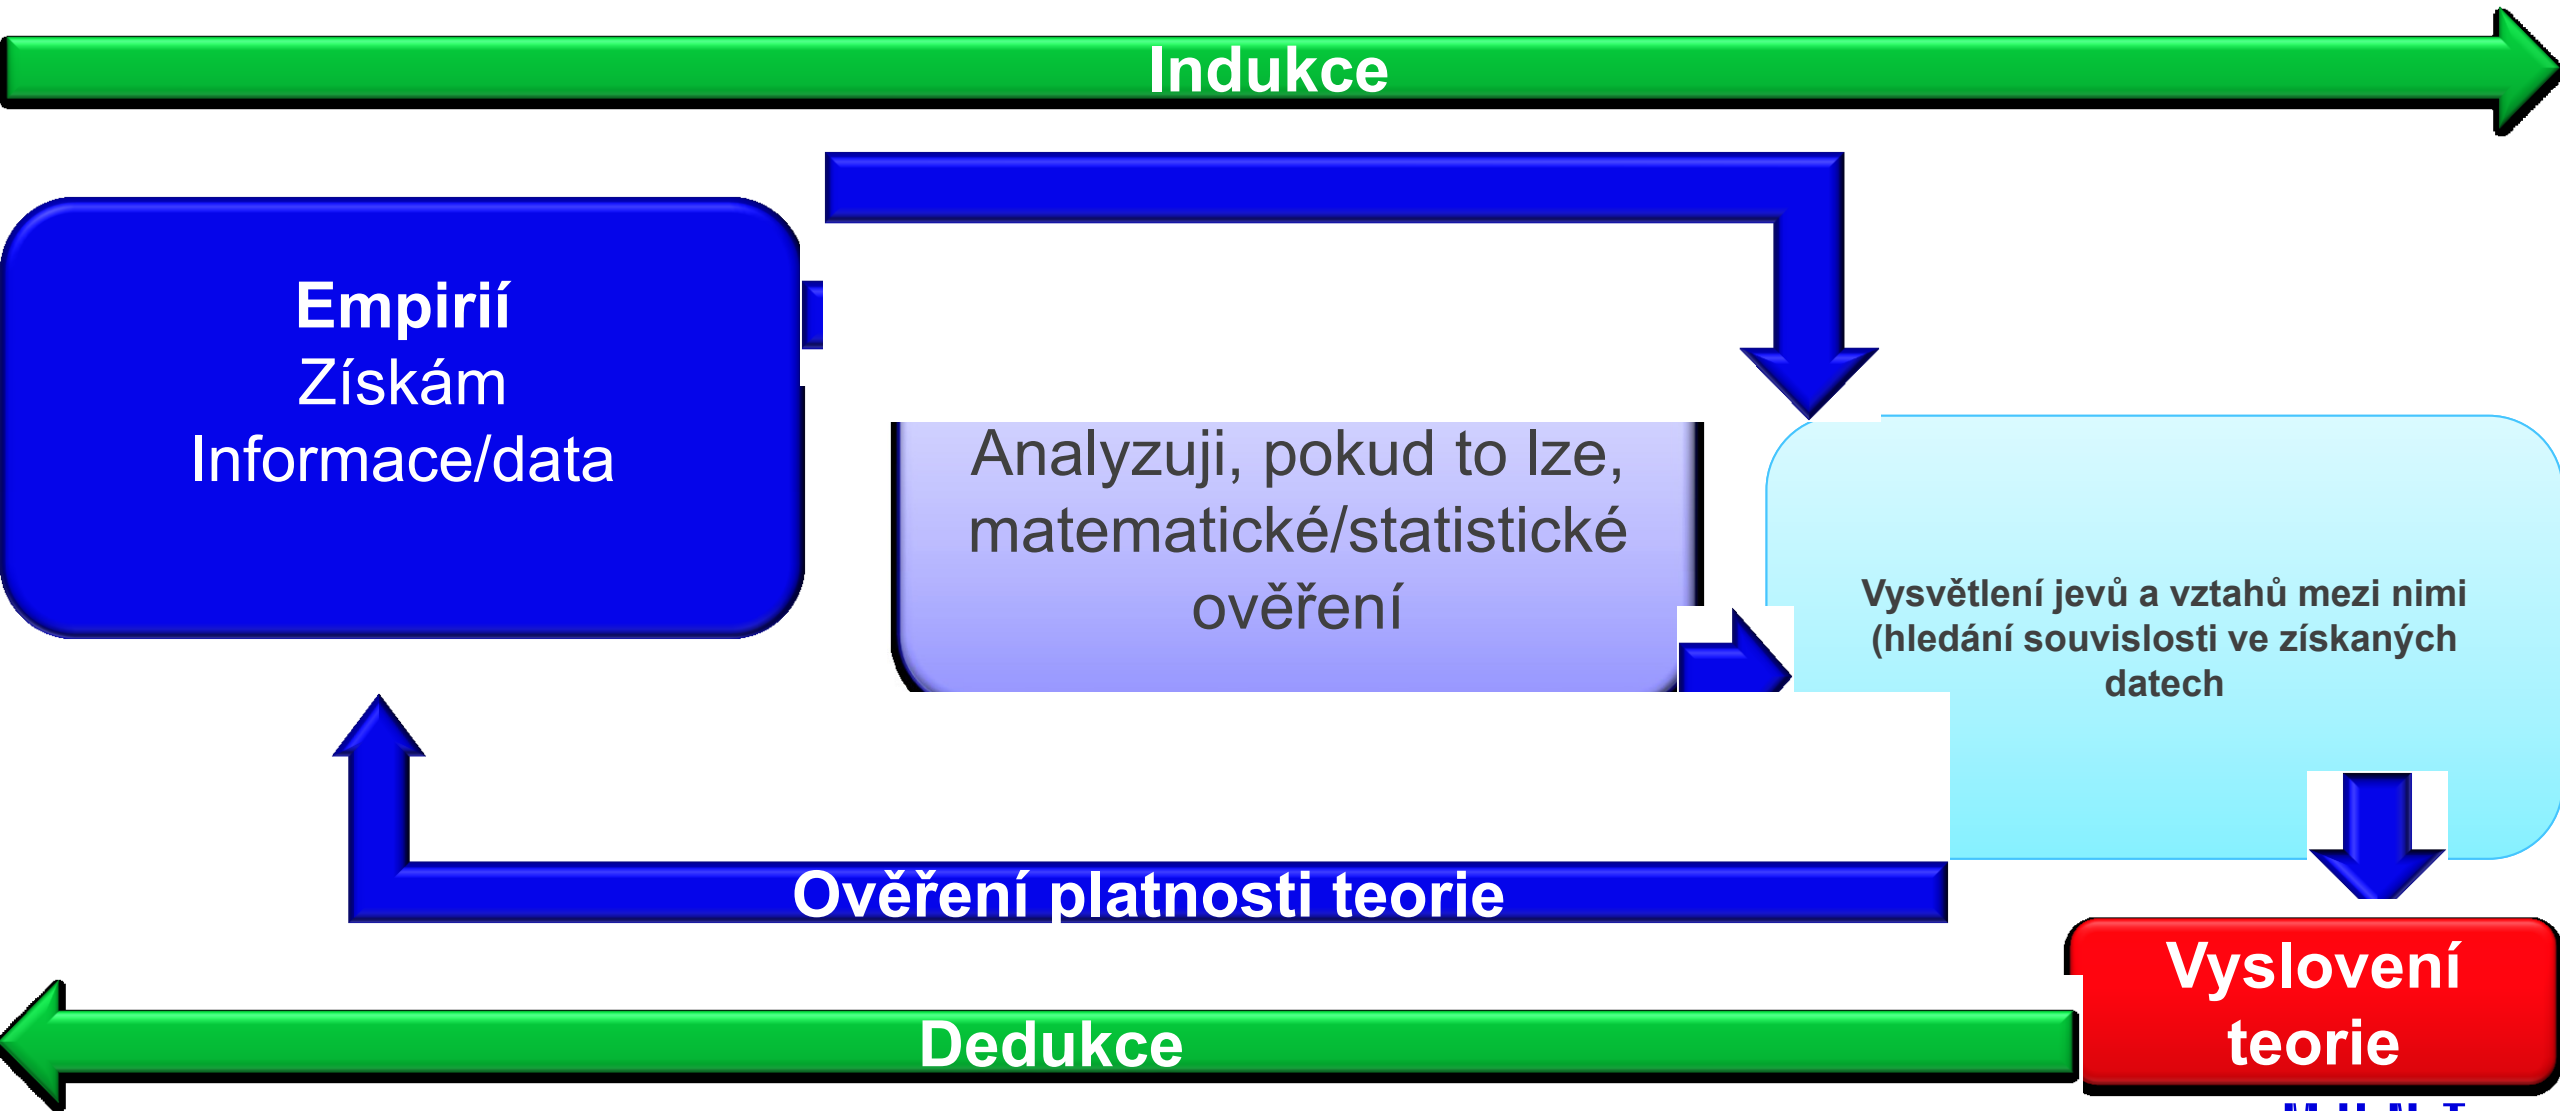 Indukce
Empirií
Získám
Informace/data
Analyzuji, pokud to lze,
matematické/statistické
ověření
Vysvětlení jevů a vztahů mezi nimi
(hledání souvislosti ve získaných
datech
Ověření platnosti teorie
Vyslovení
teorie
Dedukce